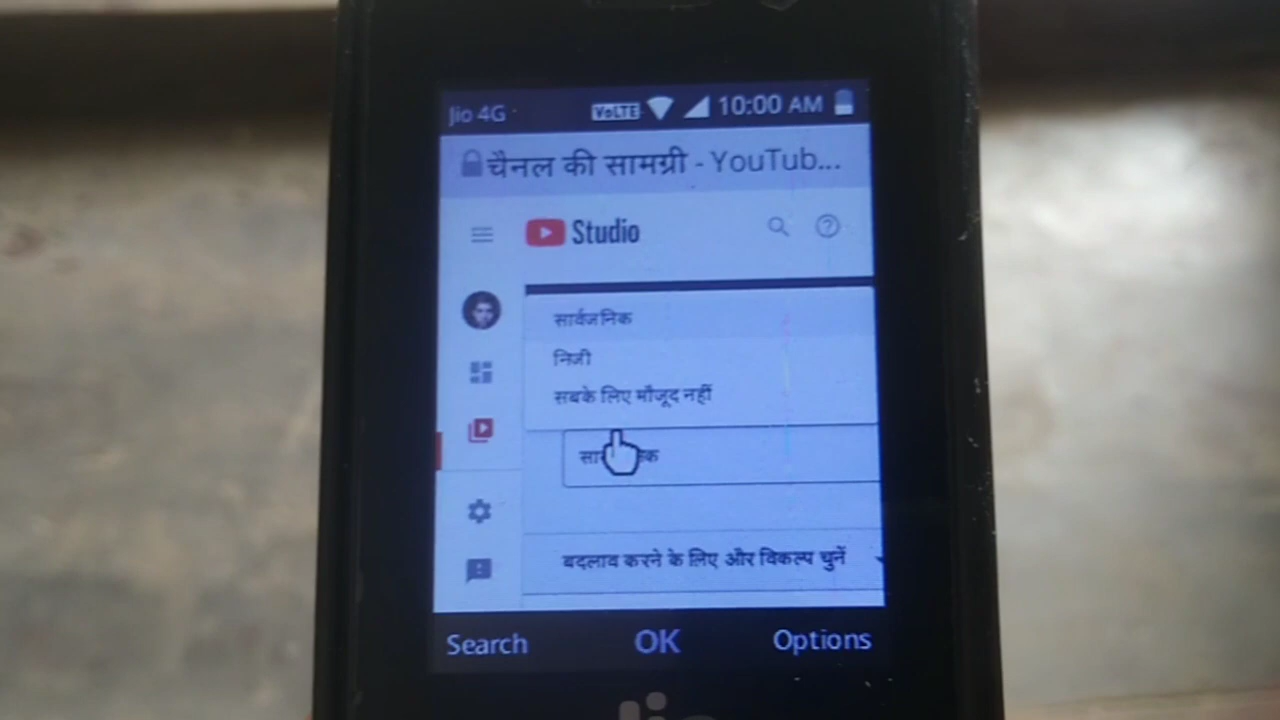 Jio 4G VoLTE 10:00 AM
चैनल की सामग्री - YouTub...
Studio
सार्वजनिक
निजी
सबके लिए मौजूद नहीं
बदलाव करने के लिए और विकल्प चुनें
Search OK Options